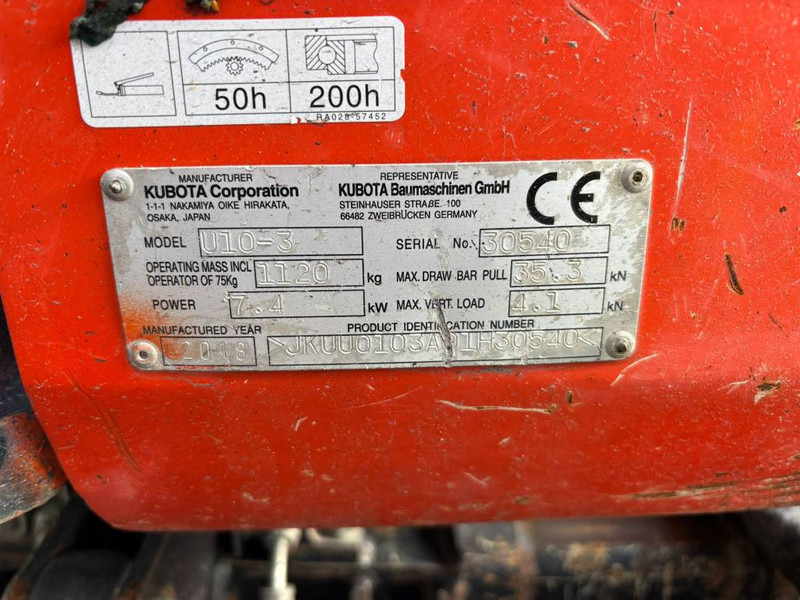 50h 200h
RA028-57452
MANUFACTURER
KUBOTA Corporation
1-1-1 NAKAMIYA OIKE HIRAKATA,
OSAKA, JAPAN
REPRESENTATIVE
KUBOTA Baumaschinen GmbH
STEINHAUSER STRAßE 100
66482 ZWEIBRÜCKEN GERMANY
CE
MODEL U10-3 SERIAL No. 30540
OPERATING MASS INCL
OPERATOR OF 75Kg 1120 kg MAX. DRAW BAR PULL 35.3 kN
POWER 7.4 kW MAX. VERT. LOAD 4.1 kN
MANUFACTURED YEAR PRODUCT IDENTIFICATION NUMBER
2018 >JKUU0103A01H30540<